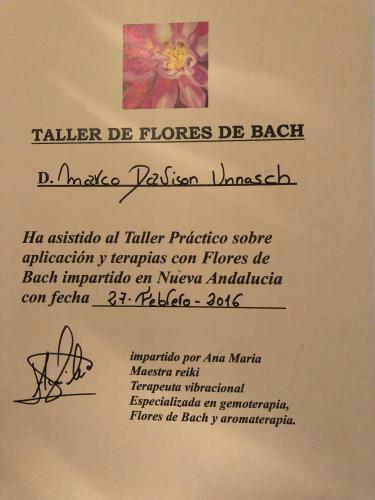 TALLER DE FLORES DE BACH
D. Marco Davison Unnasch
Ha asistido al Taller Práctico sobre
aplicación y terapias con Flores de
Bach impartido en Nueva Andalucia
con fecha 27-Febrero-2016
impartido por Ana Maria
Maestra reiki
Terapeuta vibracional
Especializada en gemoterapia,
Flores de Bach y aromaterapia.